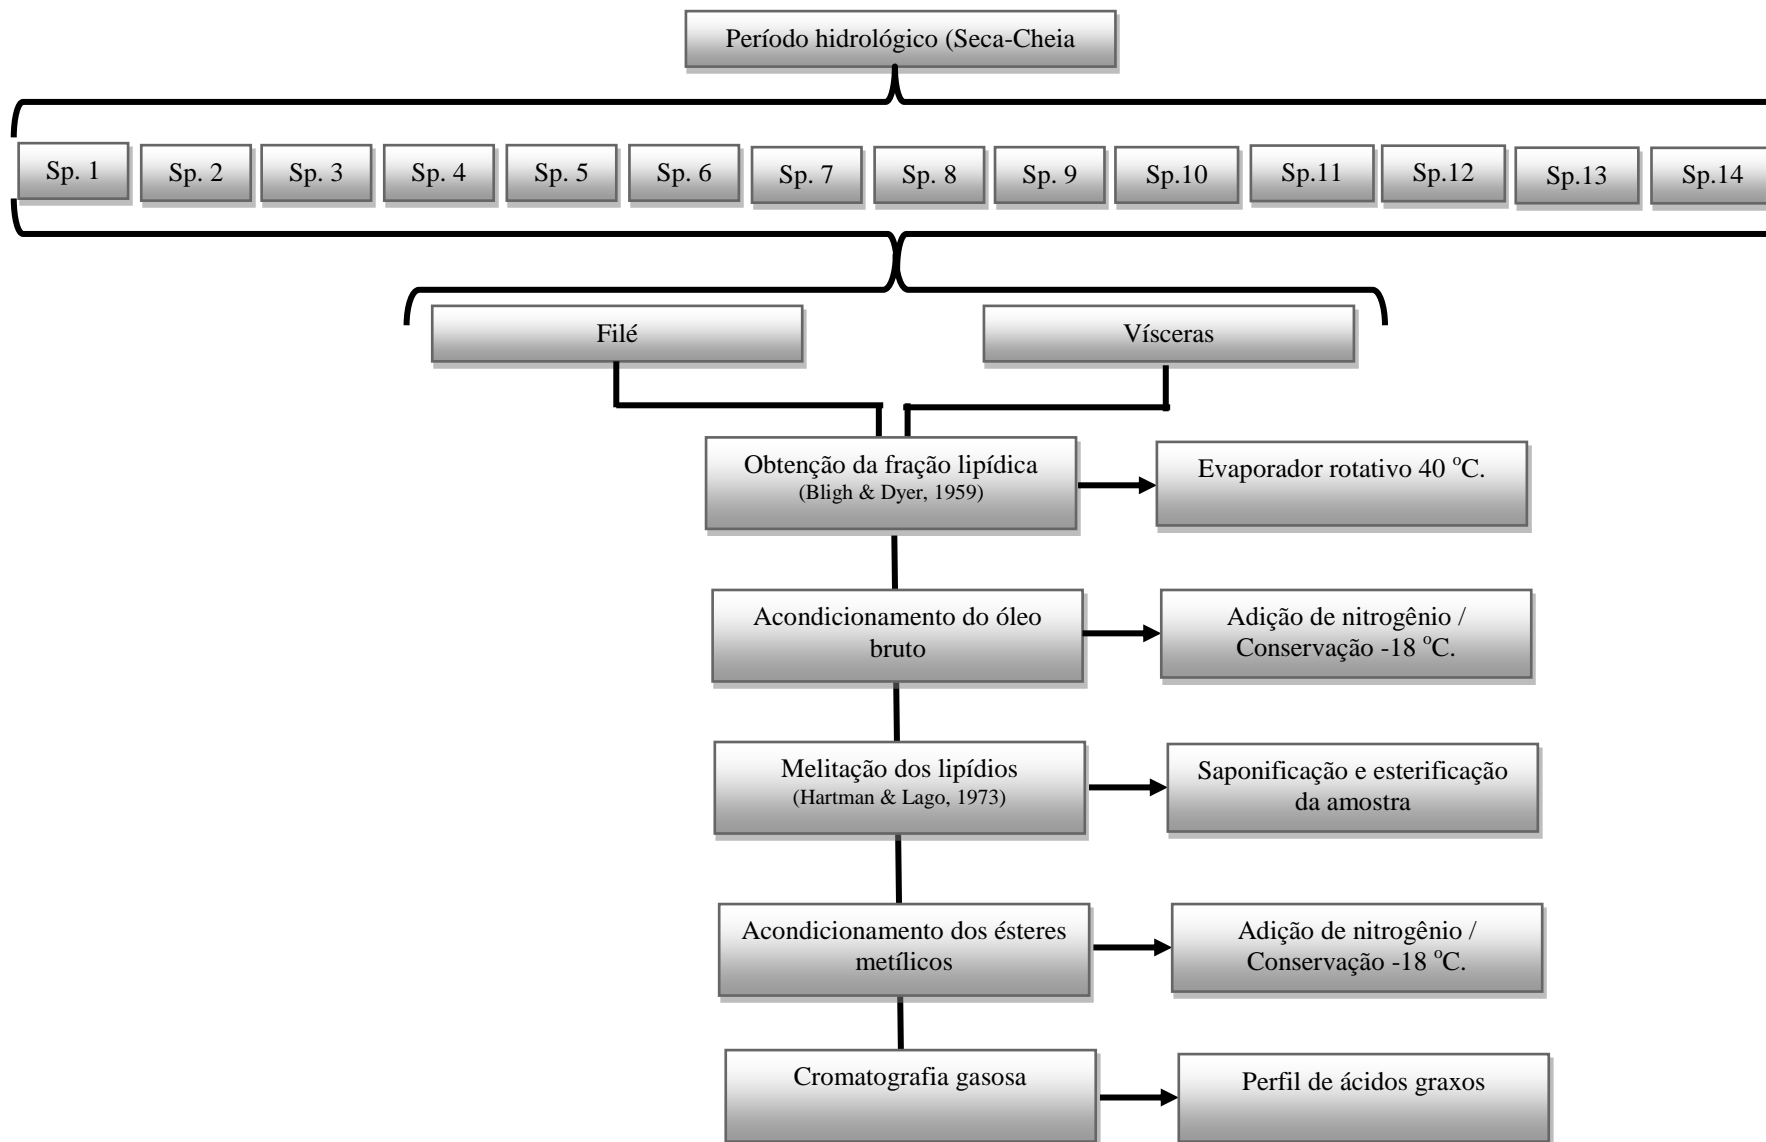 Período hidrológico (Seca-Cheia
Sp. 1
Sp. 2
Sp. 3
Sp. 4
Sp. 5
Sp. 6
Sp. 7
Sp. 8
Sp. 9
Sp.10
Sp.11
Sp.12
Sp.13
Sp.14
Filé
Vísceras
Obtenção da fração lipídica
(Bligh & Dyer, 1959)
Evaporador rotativo 40 °C.
Acondicionamento do óleo
bruto
Adição de nitrogênio /
Conservação -18 °C.
Melitação dos lipídios
(Hartman & Lago, 1973)
Saponificação e esterificação
da amostra
Acondicionamento dos ésteres
metílicos
Adição de nitrogênio /
Conservação -18 °C.
Cromatografia gasosa
Perfil de ácidos graxos